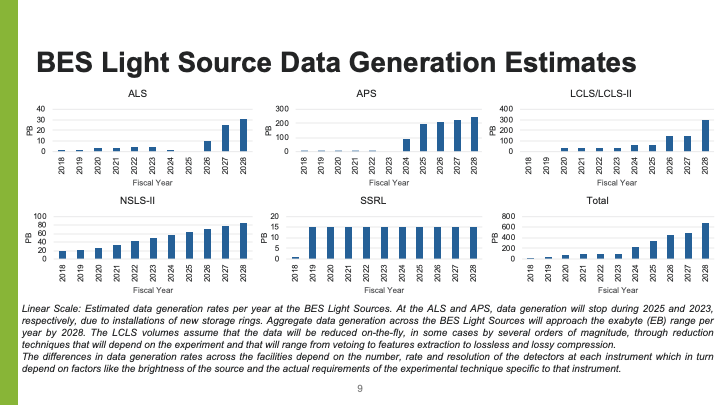 BES Light Source Data Generation Estimates
ALS
PB
40
30
20
10
0
2018 2019 2020 2021 2022 2023 2024 2025 2026 2027 2028
Fiscal Year
APS
PB
300
200
100
0
2018 2019 2020 2021 2022 2023 2024 2025 2026 2027 2028
Fiscal Year
LCLS/LCLS-II
PB
400
300
200
100
0
2018 2019 2020 2021 2022 2023 2024 2025 2026 2027 2028
Fiscal Year
NSLS-II
PB
100
80
60
40
20
0
2018 2019 2020 2021 2022 2023 2024 2025 2026 2027 2028
Fiscal Year
SSRL
PB
20
15
10
5
0
2018 2019 2020 2021 2022 2023 2024 2025 2026 2027 2028
Fiscal Year
Total
PB
800
600
400
200
0
2018 2019 2020 2021 2022 2023 2024 2025 2026 2027 2028
Fiscal Year
Linear Scale: Estimated data generation rates per year at the BES Light Sources. At the ALS and APS, data generation will stop during 2025 and 2023,
respectively, due to installations of new storage rings. Aggregate data generation across the BES Light Sources will approach the exabyte (EB) range per
year by 2028. The LCLS volumes assume that the data will be reduced on-the-fly, in some cases by several orders of magnitude, through reduction
techniques that will depend on the experiment and that will range from vetoing to features extraction to lossless and lossy compression.
The differences in data generation rates across the facilities depend on the number, rate and resolution of the detectors at each instrument which in turn
depend on factors like the brightness of the source and the actual requirements of the experimental technique specific to that instrument.
9